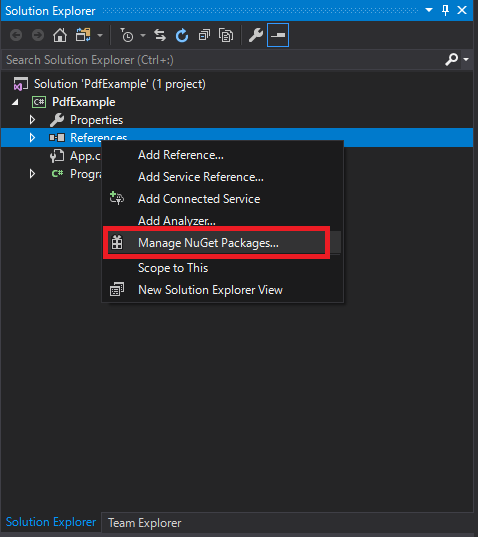 Solution Explorer
Search Solution Explorer (Ctrl+:)
Solution 'PdfExample' (1 project)
C# PdfExample
Properties
References
App.c
C# Progra
Add Reference...
Add Service Reference...
Add Connected Service
Add Analyzer...
Manage NuGet Packages...
Scope to This
New Solution Explorer View
Solution Explorer Team Explorer